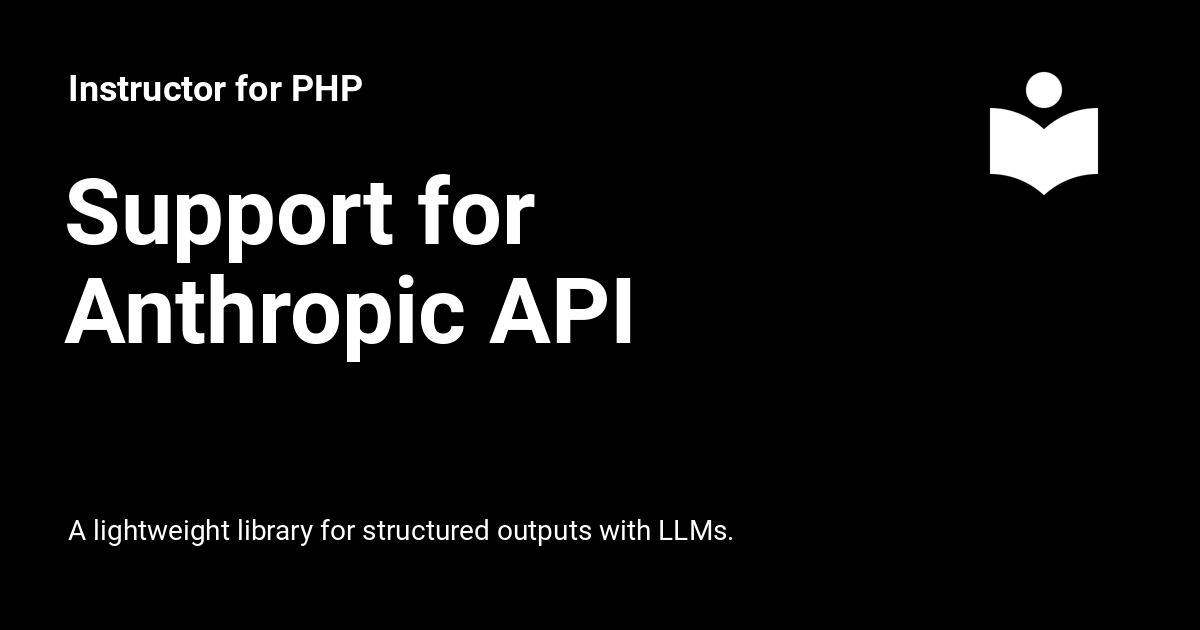 Instructor for PHP
Support for
Anthropic API
A lightweight library for structured outputs with LLMs.